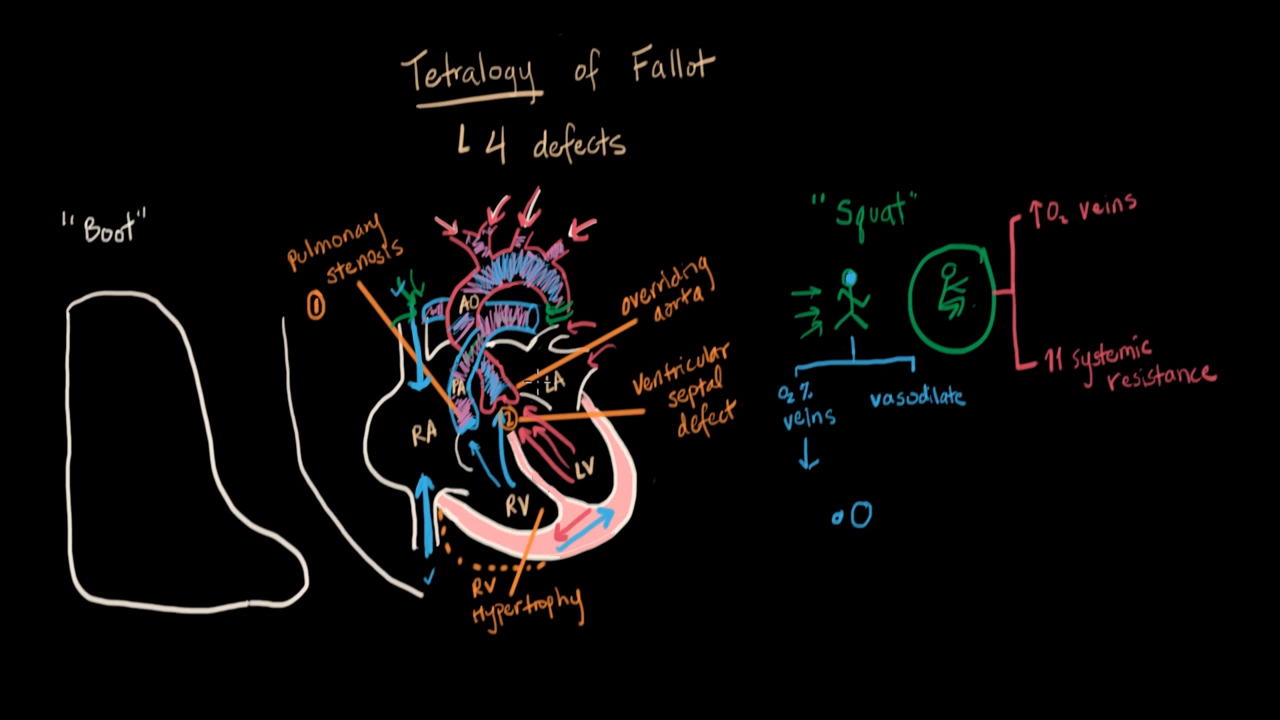 Tetralogy of Fallot
4 defects
"Boot"
Pulmonary
stenosis
①
AO
PA
RA
LA
②
LV
RV
overriding
aorta
ventricular
septal
defect
RV
Hypertrophy
"Squat"
O₂ %
veins
vasodilate
↓
↑O₂ veins
↑↑ systemic
resistance